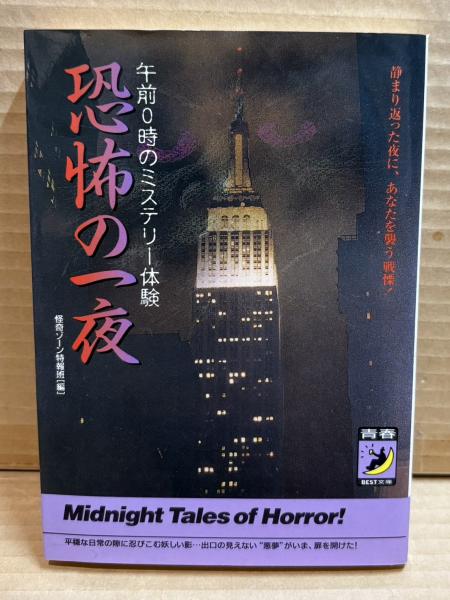 静まり返った夜に、あなたを襲う戦慄!
午前0時のミステリー体験
恐怖の一夜
怪奇ゾーン特報班[編]
青春
BEST文庫
Midnight Tales of Horror!
平穏な日常の隙に忍びこむ妖しい影…出口の見えない“悪夢”がいま、扉を開けた!